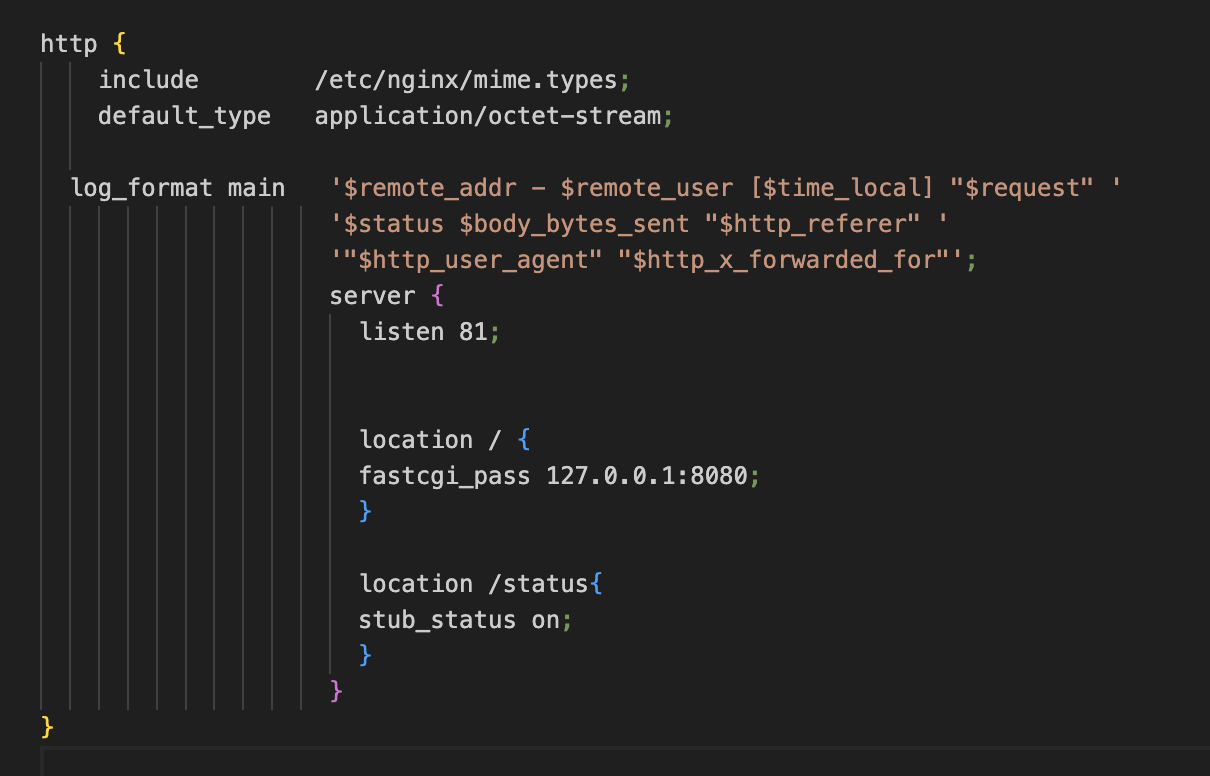 http {
include /etc/nginx/mime.types;
default_type application/octet-stream;
log_format main '$remote_addr - $remote_user [$time_local] "$request" '
'$status $body_bytes_sent "$http_referer" '
'"$http_user_agent" "$http_x_forwarded_for"';
server {
listen 81;
location / {
fastcgi_pass 127.0.0.1:8080;
}
location /status{
stub_status on;
}
}
}